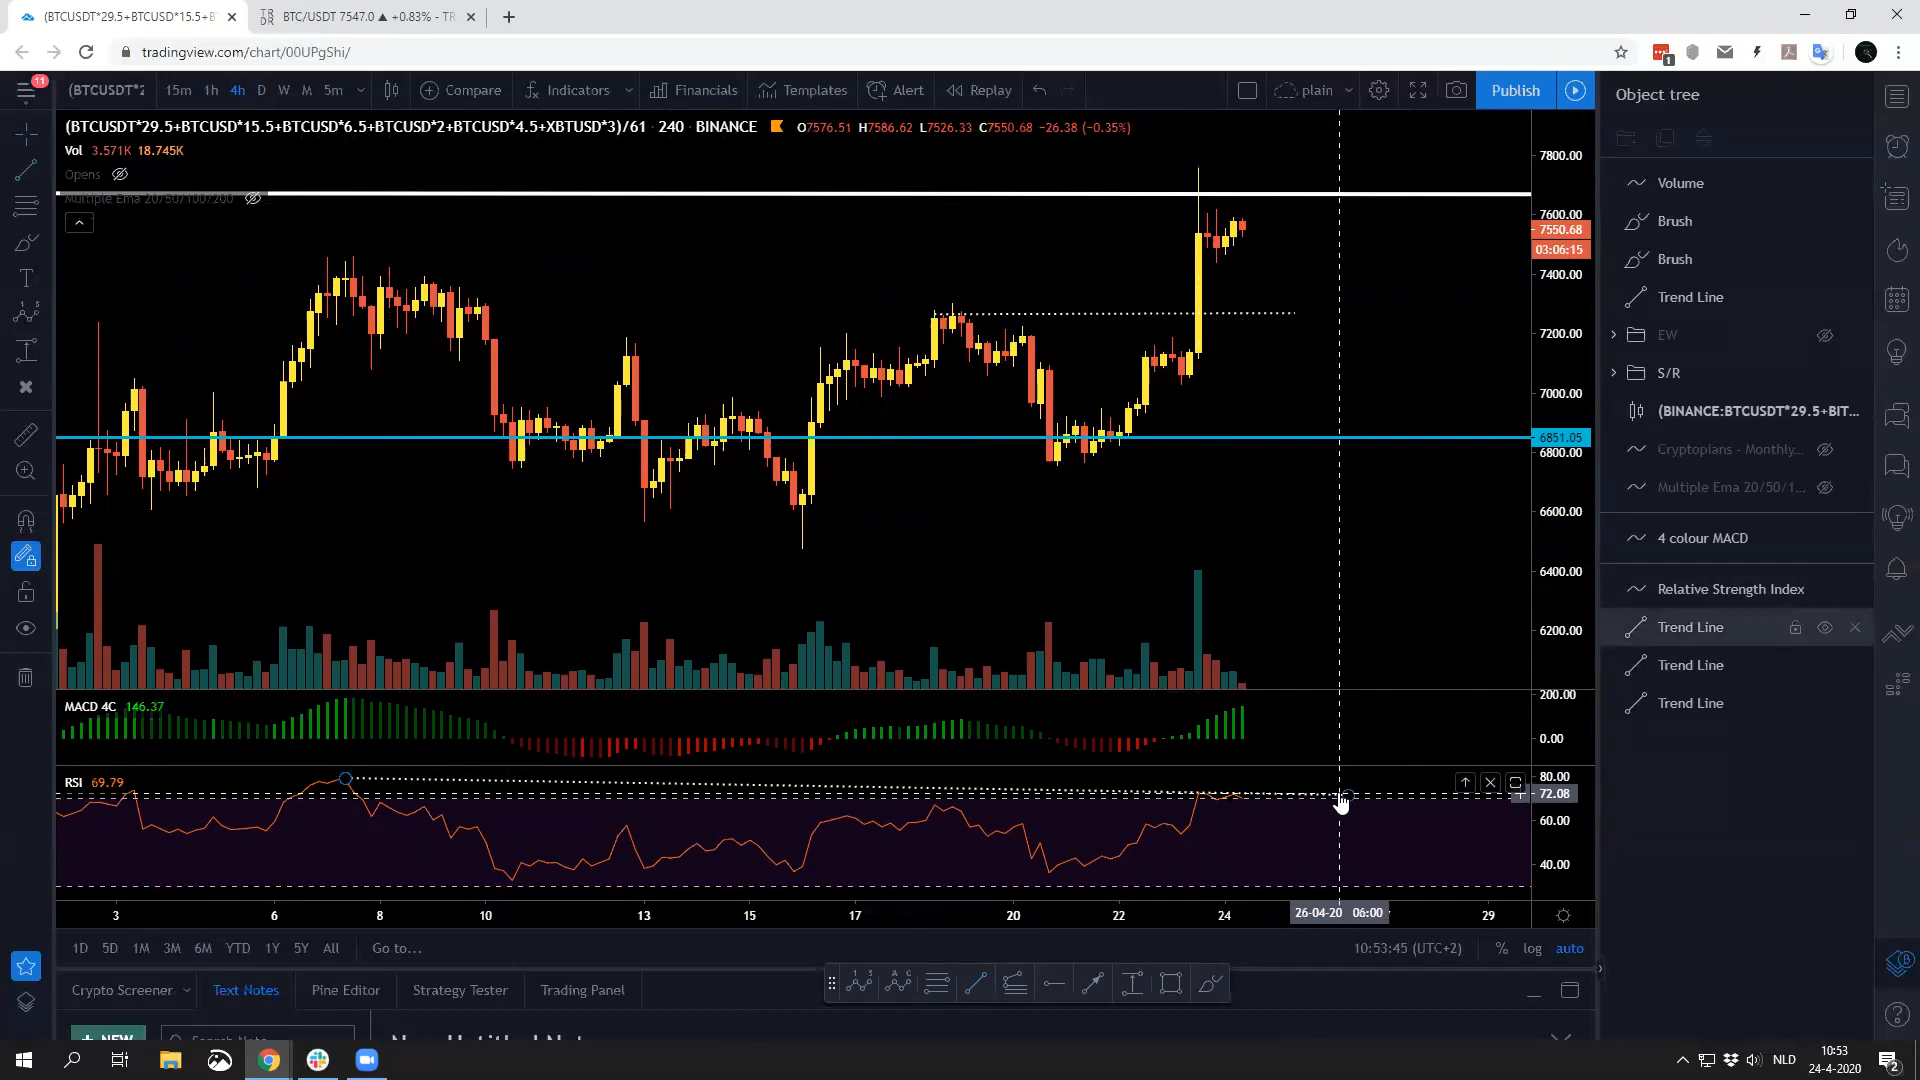 (BTCUSDT*29.5+BTCUSD*15.5+B
BTC/USDT 7547.0 ▲ +0.83% - TR
tradingview.com/chart/00UPgShi/
1
11
(BTCUSDT*2
15m 1h 4h D W M 5m
Compare
Indicators
Financials
Templates
Alert
Replay
plain
Publish
Object tree
(BTCUSDT*29.5+BTCUSD*15.5+BTCUSD*6.5+BTCUSD*2+BTCUSD*4.5+XBTUSD*3)/61 · 240 · BINANCE O7576.51 H7586.62 L7526.33 C7550.68 −26.38 (−0.35%)
Vol 3.571K 18.745K
Opens
Multiple Ema 20/50/100/200
7800.00
7600.00
7550.68
03:06:15
7400.00
7200.00
7000.00
6851.05
6800.00
6600.00
6400.00
6200.00
Volume
Brush
Brush
Trend Line
EW
S/R
(BINANCE:BTCUSDT*29.5+BIT...
Cryptopians - Monthly...
Multiple Ema 20/50/1...
4 colour MACD
Relative Strength Index
Trend Line
Trend Line
Trend Line
MACD 4C 146.37
200.00
0.00
RSI 69.79
80.00
72.08
60.00
40.00
3 6 8 10 13 15 17 20 22 24 26-04-20 06:00 29
1D 5D 1M 3M 6M YTD 1Y 5Y All Go to...
10:53:45 (UTC+2) % log auto
Crypto Screener
Text Notes
Pine Editor
Strategy Tester
Trading Panel
+ NEW
Search Note
NLD
10:53
24-4-2020
2